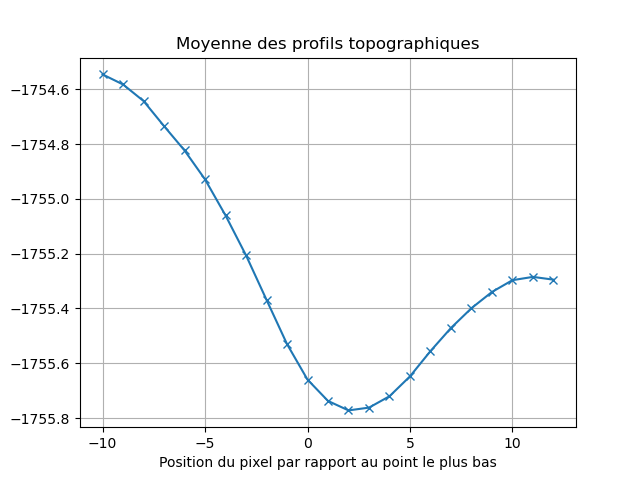 Moyenne des profils topographiques
−1754.6
−1754.8
−1755.0
−1755.2
−1755.4
−1755.6
−1755.8
−10 −5 0 5 10
Position du pixel par rapport au point le plus bas